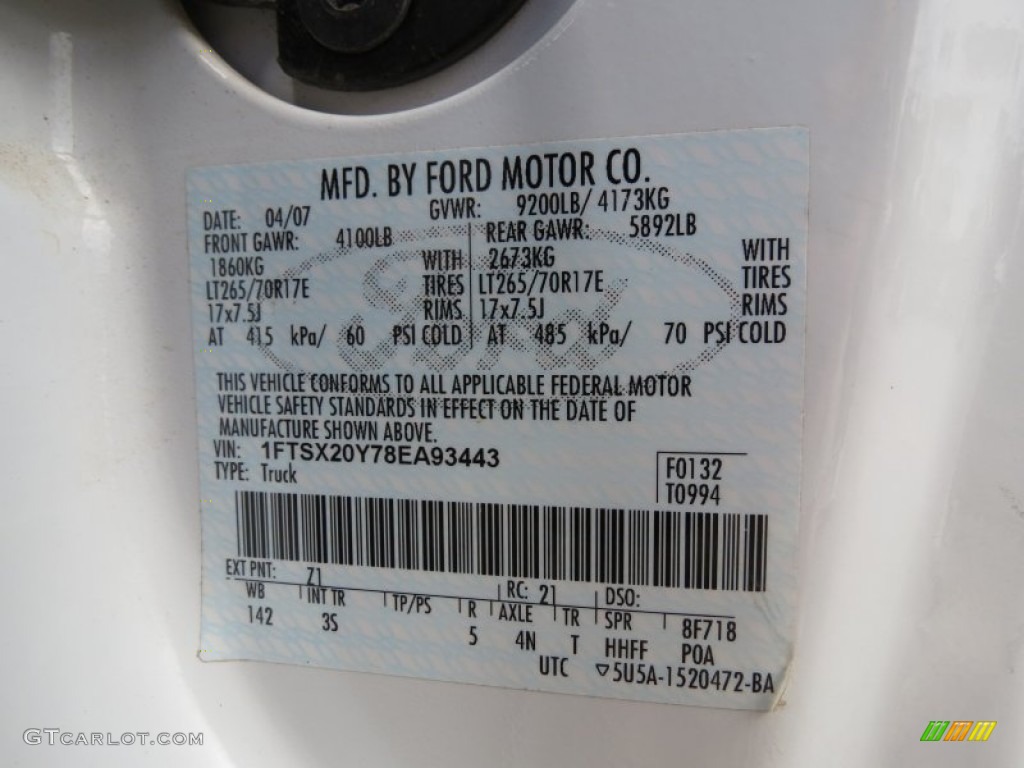 MFD. BY FORD MOTOR CO.
DATE: 04/07 GVWR: 9200LB/ 4173KG
FRONT GAWR: 4100LB REAR GAWR: 5892LB
1860KG WITH 2673KG WITH
LT265/70R17E TIRES LT265/70R17E TIRES
17x7.5J RIMS 17x7.5J RIMS
AT 415 kPa/ 60 PSI COLD AT 485 kPa/ 70 PSI COLD
Ford
THIS VEHICLE CONFORMS TO ALL APPLICABLE FEDERAL MOTOR
VEHICLE SAFETY STANDARDS IN EFFECT ON THE DATE OF
MANUFACTURE SHOWN ABOVE.
VIN: 1FTSX20Y78EA93443
TYPE: Truck
F0132
T0994
EXT PNT: Z1 RC: 21 DSO:
WB INT TR TP/PS R AXLE TR SPR 8F718
142 3S 5 4N T HHFF P0A
UTC ▽5U5A-1520472-BA
GTCARLOT.COM